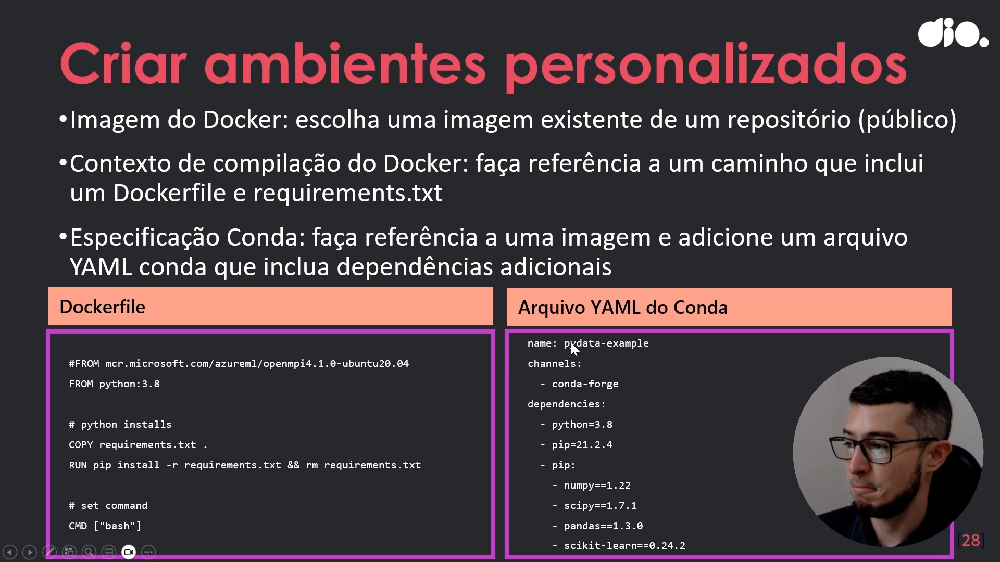 dio.
Criar ambientes personalizados
•Imagem do Docker: escolha uma imagem existente de um repositório (público)
•Contexto de compilação do Docker: faça referência a um caminho que inclui
um Dockerfile e requirements.txt
•Especificação Conda: faça referência a uma imagem e adicione um arquivo
YAML conda que inclua dependências adicionais
Dockerfile
#FROM mcr.microsoft.com/azureml/openmpi4.1.0-ubuntu20.04
FROM python:3.8
# python installs
COPY requirements.txt .
RUN pip install -r requirements.txt && rm requirements.txt
# set command
CMD ["bash"]
Arquivo YAML do Conda
name: pydata-example
channels:
- conda-forge
dependencies:
- python=3.8
- pip=21.2.4
- pip:
- numpy==1.22
- scipy==1.7.1
- pandas==1.3.0
- scikit-learn==0.24.2
[28]